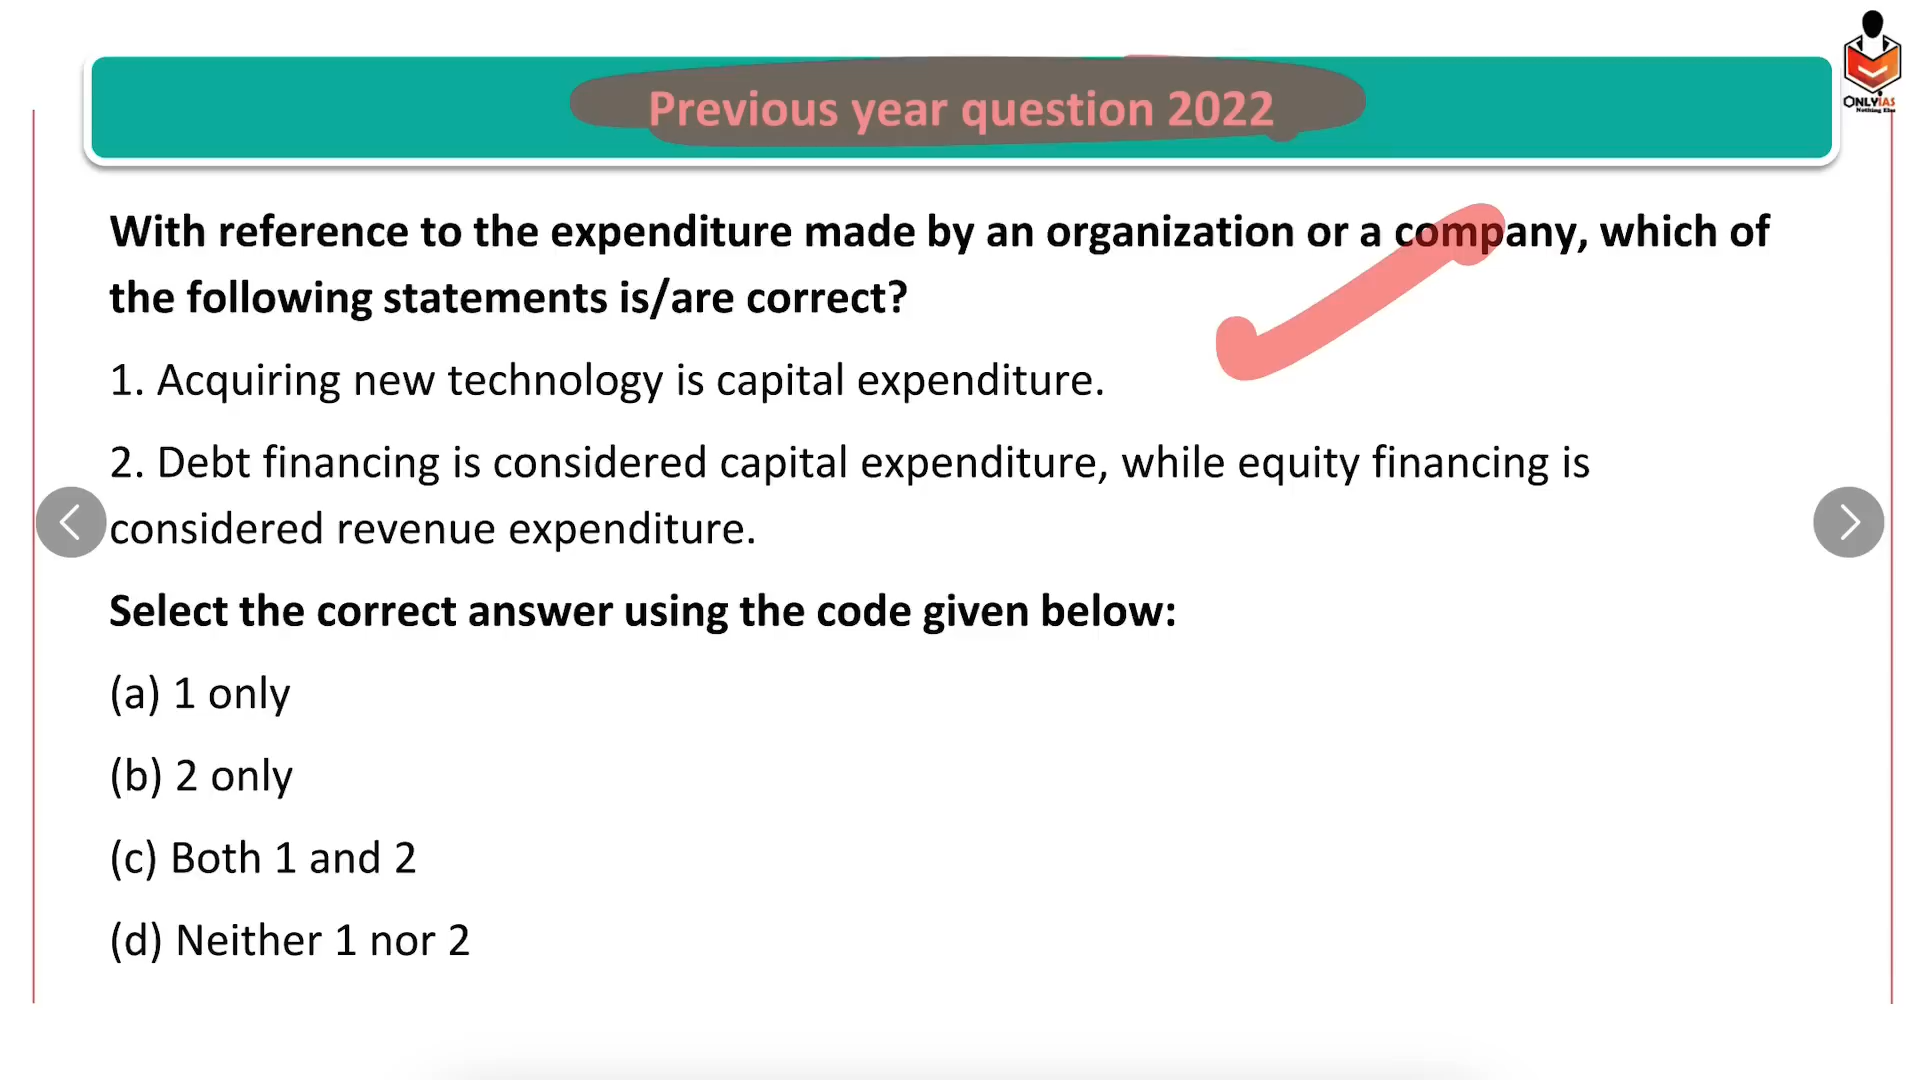 Previous year question 2022
ONLYIAS
Nothing Else
With reference to the expenditure made by an organization or a company, which of
the following statements is/are correct?
1. Acquiring new technology is capital expenditure.
2. Debt financing is considered capital expenditure, while equity financing is
considered revenue expenditure.
Select the correct answer using the code given below:
(a) 1 only
(b) 2 only
(c) Both 1 and 2
(d) Neither 1 nor 2